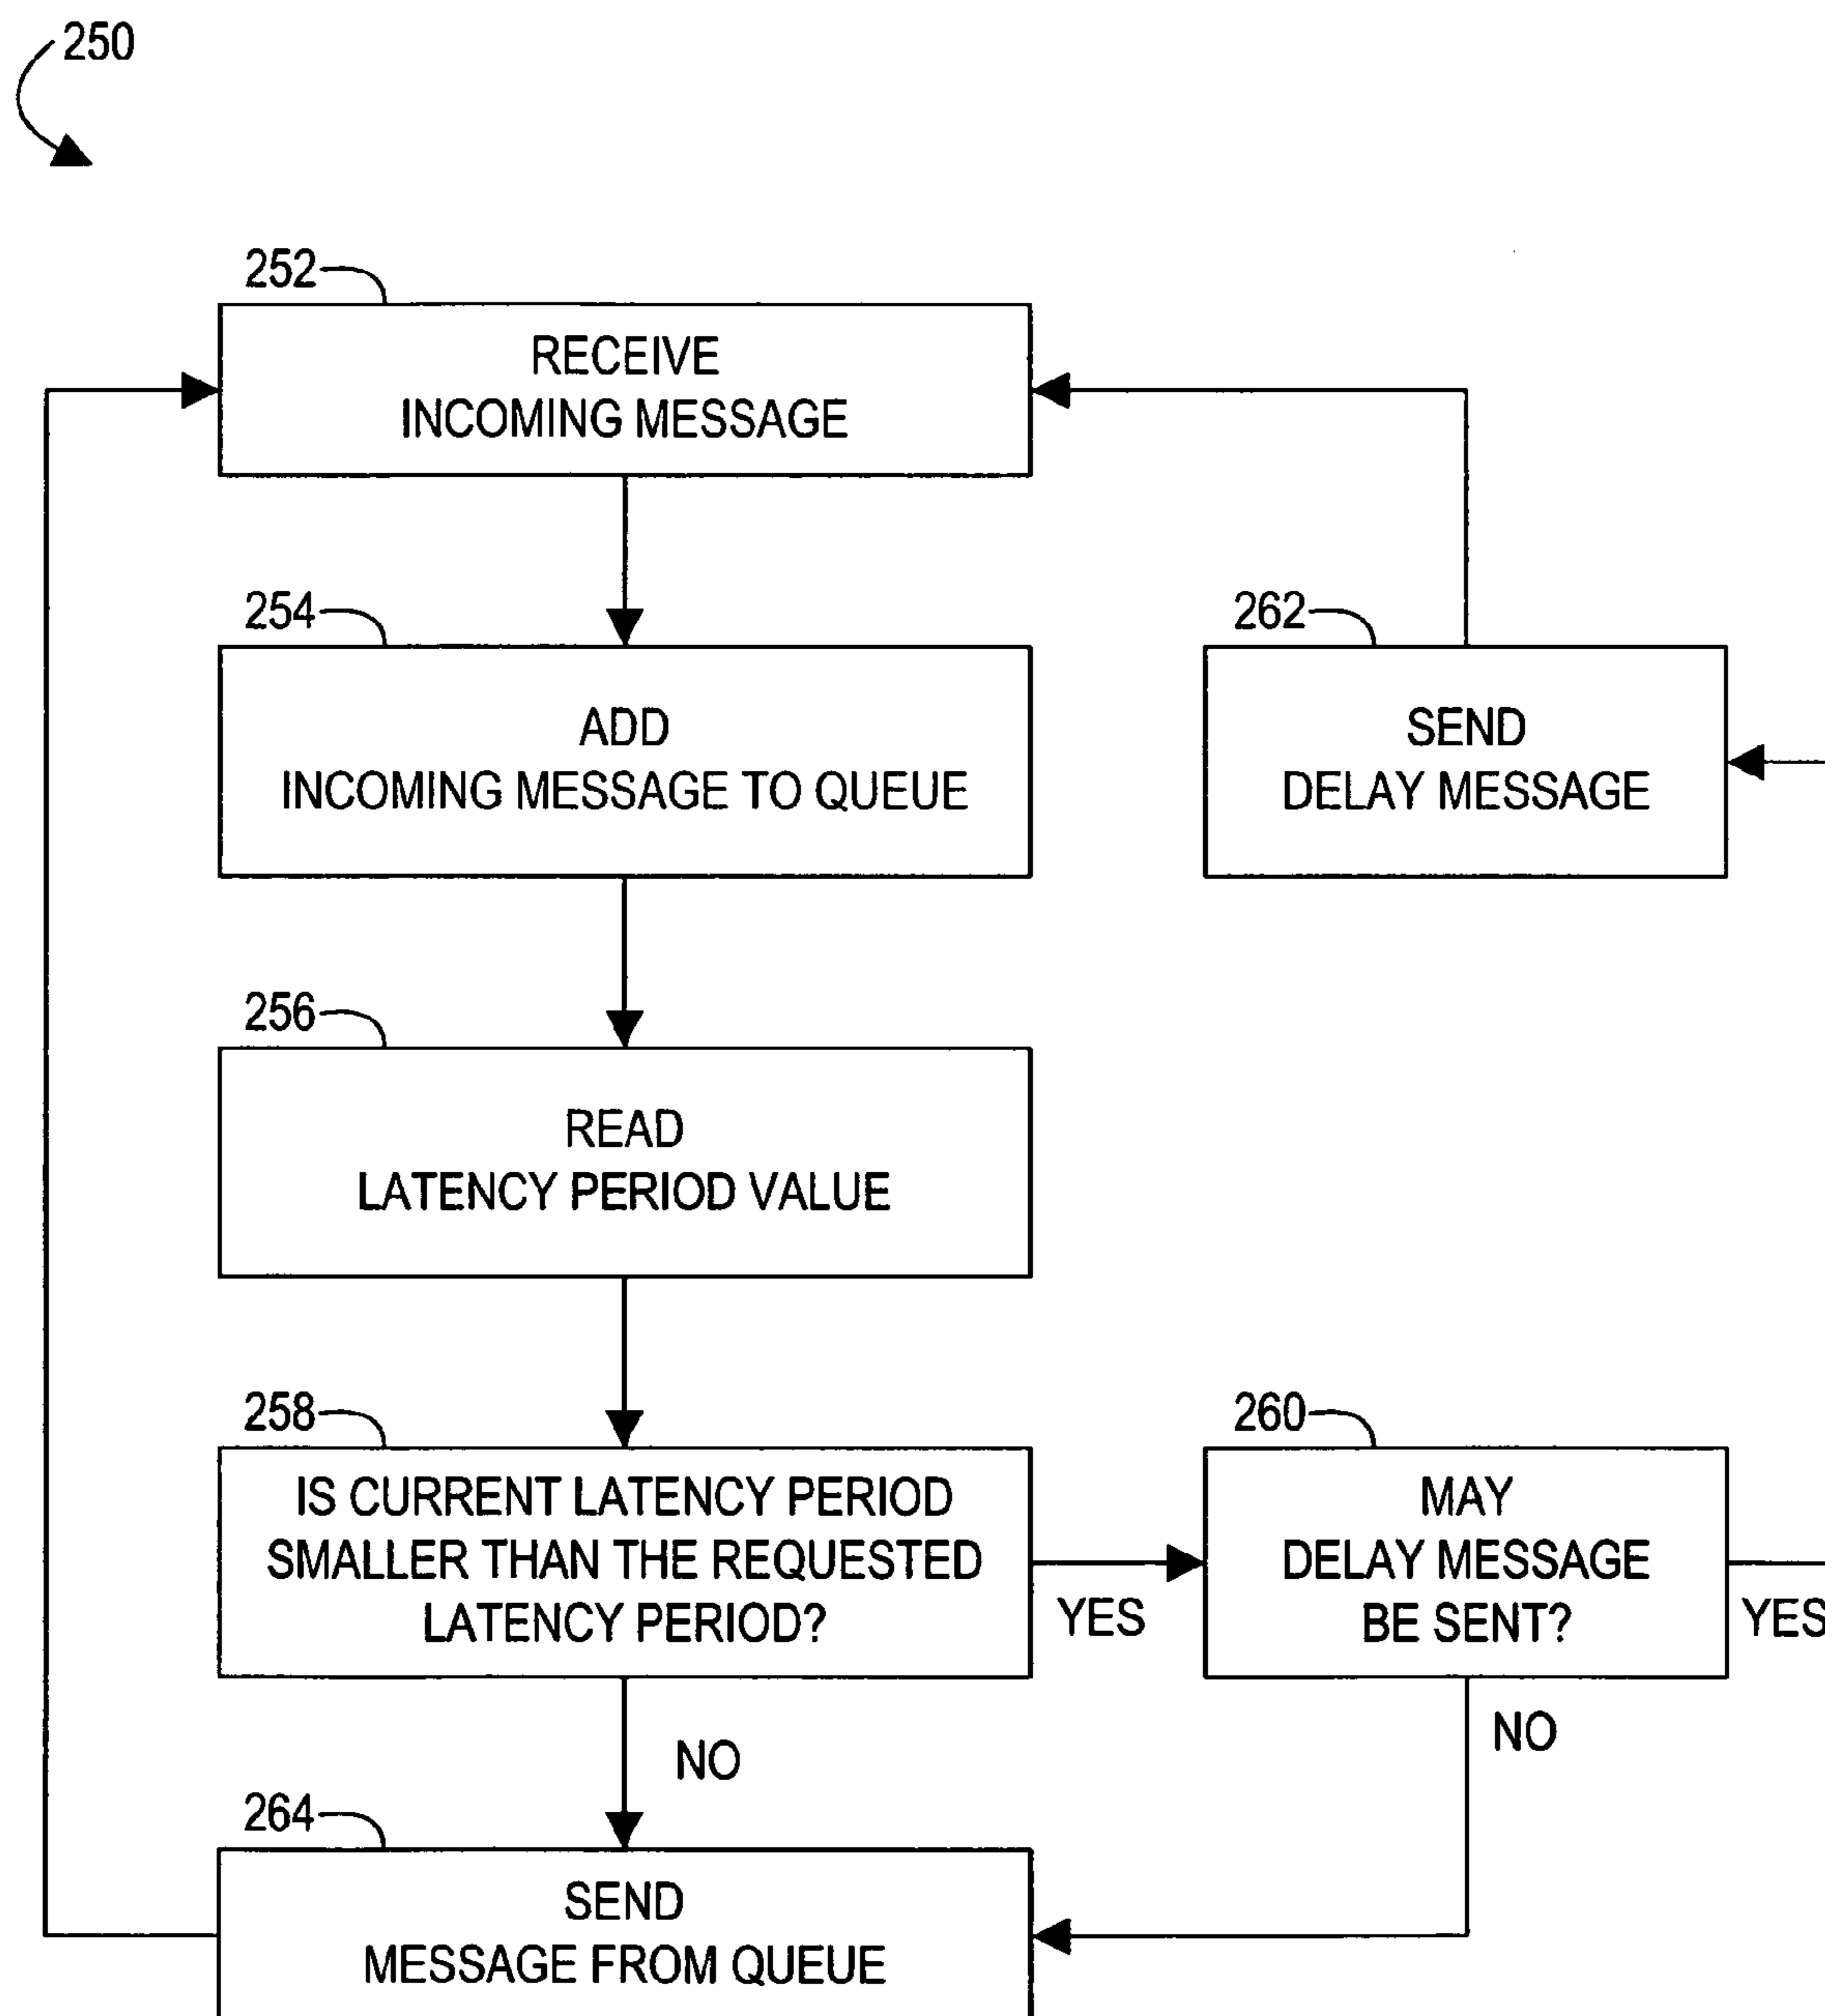 250
252
RECEIVE
INCOMING MESSAGE
254
ADD
INCOMING MESSAGE TO QUEUE
262
SEND
DELAY MESSAGE
256
READ
LATENCY PERIOD VALUE
258
IS CURRENT LATENCY PERIOD
SMALLER THAN THE REQUESTED
LATENCY PERIOD?
YES
260
MAY
DELAY MESSAGE
BE SENT?
YES
NO
NO
264
SEND
MESSAGE FROM QUEUE